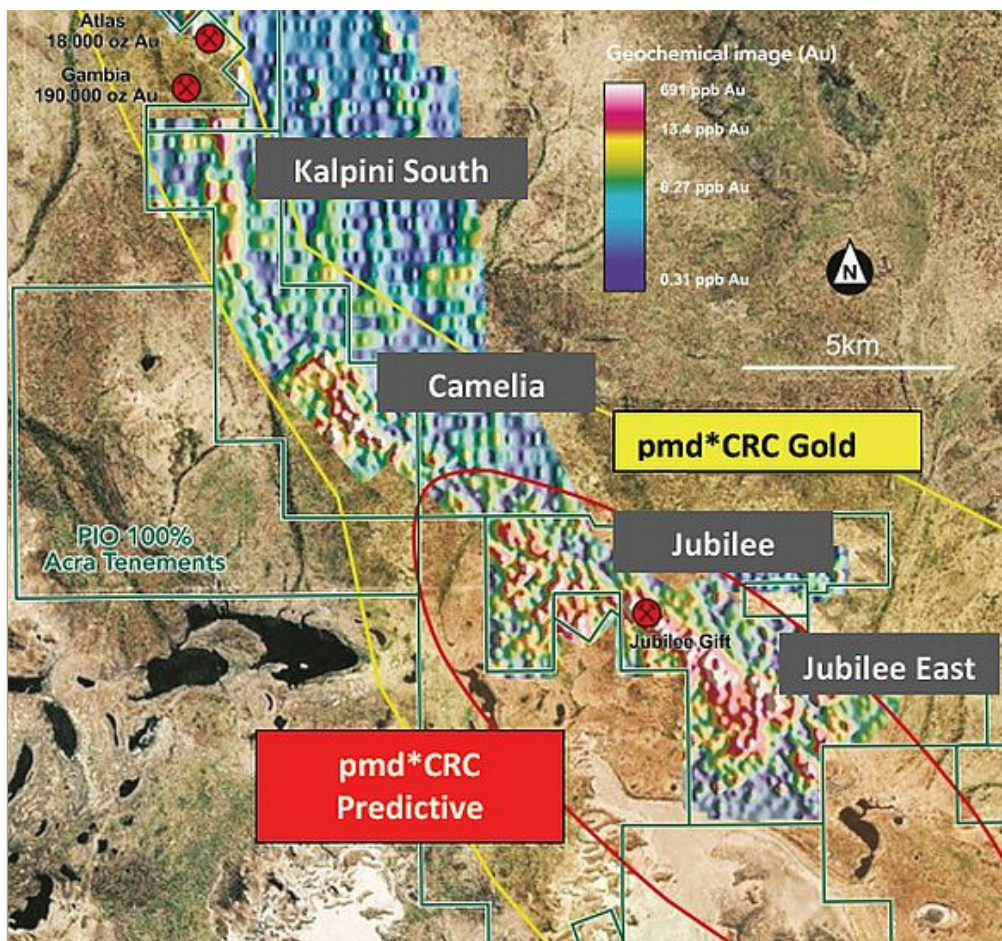 Atlas
18,000 oz Au
Gambia
190,000 oz Au
Geochemical image (Au)
691 ppb Au
13.4 ppb Au
6.27 ppb Au
0.31 ppb Au
N
5km
Kalpini South
Camelia
pmd*CRC Gold
Jubilee
PIO 100%
Acra Tenements
Jubilee Gift
Jubilee East
pmd*CRC
Predictive